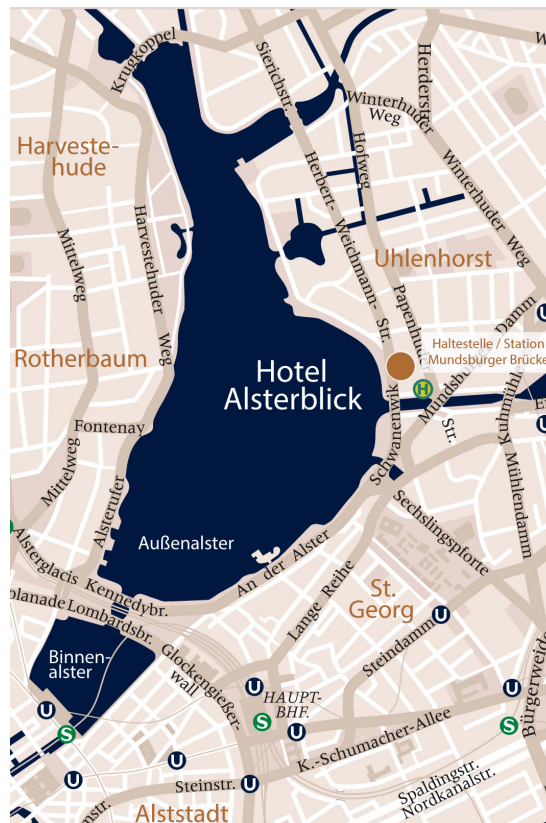 Krugkoppel
Sierichstr.
Herderstr.
Winterhuder
Weg
Harveste-
hude
Hofweg
Herbert-
Weichmann-
Str.
Winterhuder Weg
Harvestehuder
Weg
Mittelweg
Uhlenhorst
Papenhuder
Str.
Mundsburger Damm
Haltestelle / Station
Mundsburger Brücke
Rotherbaum
Hotel
Alsterblick
H
U
Kuhmühle
Schwanenwik
Fontenay
U
Mittelweg
Mühlendamm
Alsterufer
Sechslingspforte
Außenalster
An der Alster
Alsterglacis
Kennedybr.
Lange Reihe
St.
Georg
Lombardsbr.
U
Steindamm
Glockengießer-
wall
Binnen-
alster
Bürgerweide
U
HAUPT-
BHF.
U
S
U
S
S
K.-Schumacher-Allee
U
U
U
Steinstr.
Spaldingstr.
Nordkanalstr.
Altstadt